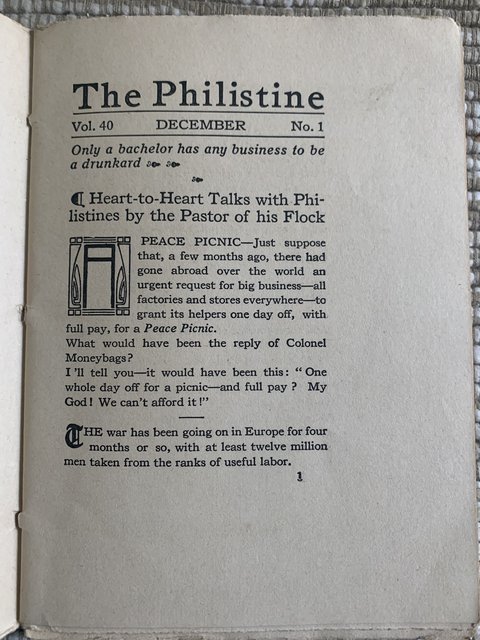 The Philistine
Vol. 40 DECEMBER No. 1
Only a bachelor has any business to be
a drunkard
¶ Heart-to-Heart Talks with Phi-
listines by the Pastor of his Flock
A PEACE PICNIC—Just suppose
that, a few months ago, there had
gone abroad over the world an
urgent request for big business—all
factories and stores everywhere—to
grant its helpers one day off, with
full pay, for a Peace Picnic.
What would have been the reply of Colonel
Moneybags?
I'll tell you—it would have been this: "One
whole day off for a picnic—and full pay? My
God! We can't afford it!"
THE war has been going on in Europe for four
months or so, with at least twelve million
men taken from the ranks of useful labor.
1